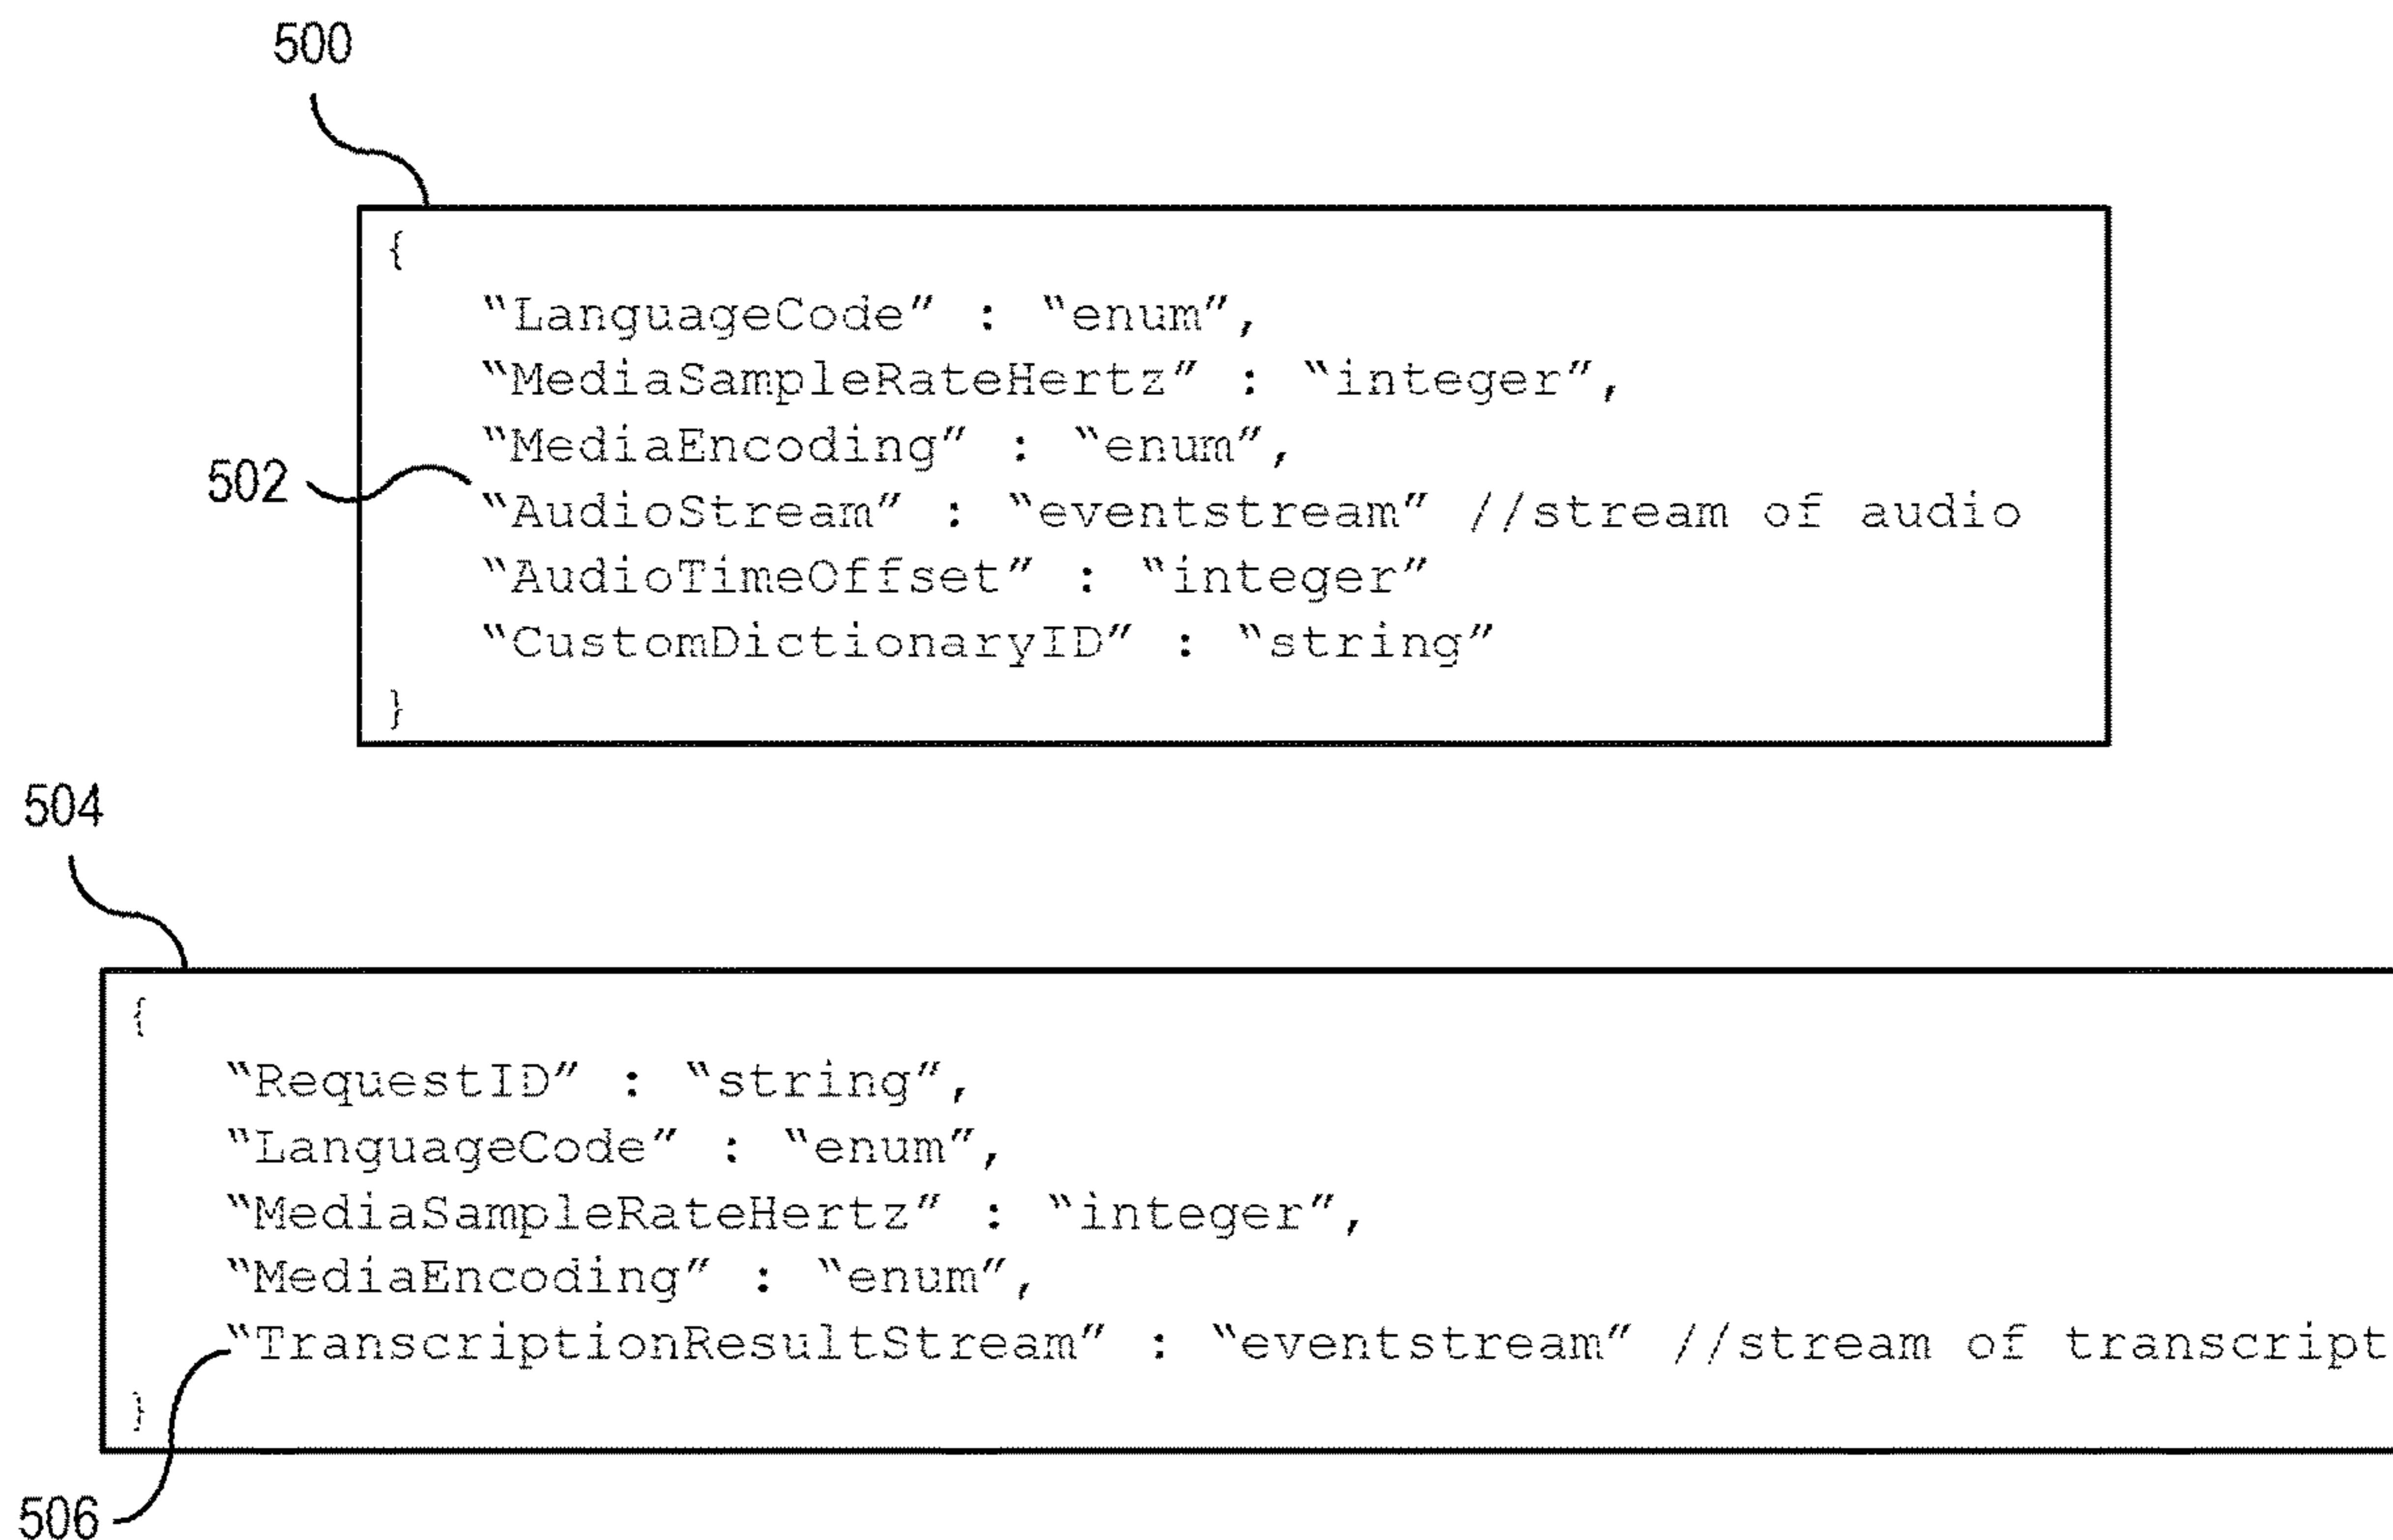 500
{
“LanguageCode” : “enum”,
“MediaSampleRateHertz” : “integer”,
“MediaEncoding” : “enum”,
502
“AudioStream” : “eventstream” //stream of audio
“AudioTimeOffset” : “integer”
“CustomDictionaryID” : “string”
}
504
{
“RequestID” : “string”,
“LanguageCode” : “enum”,
“MediaSampleRateHertz” : “integer”,
“MediaEncoding” : “enum”,
“TranscriptionResultStream” : “eventstream” //stream of transcript
}
506